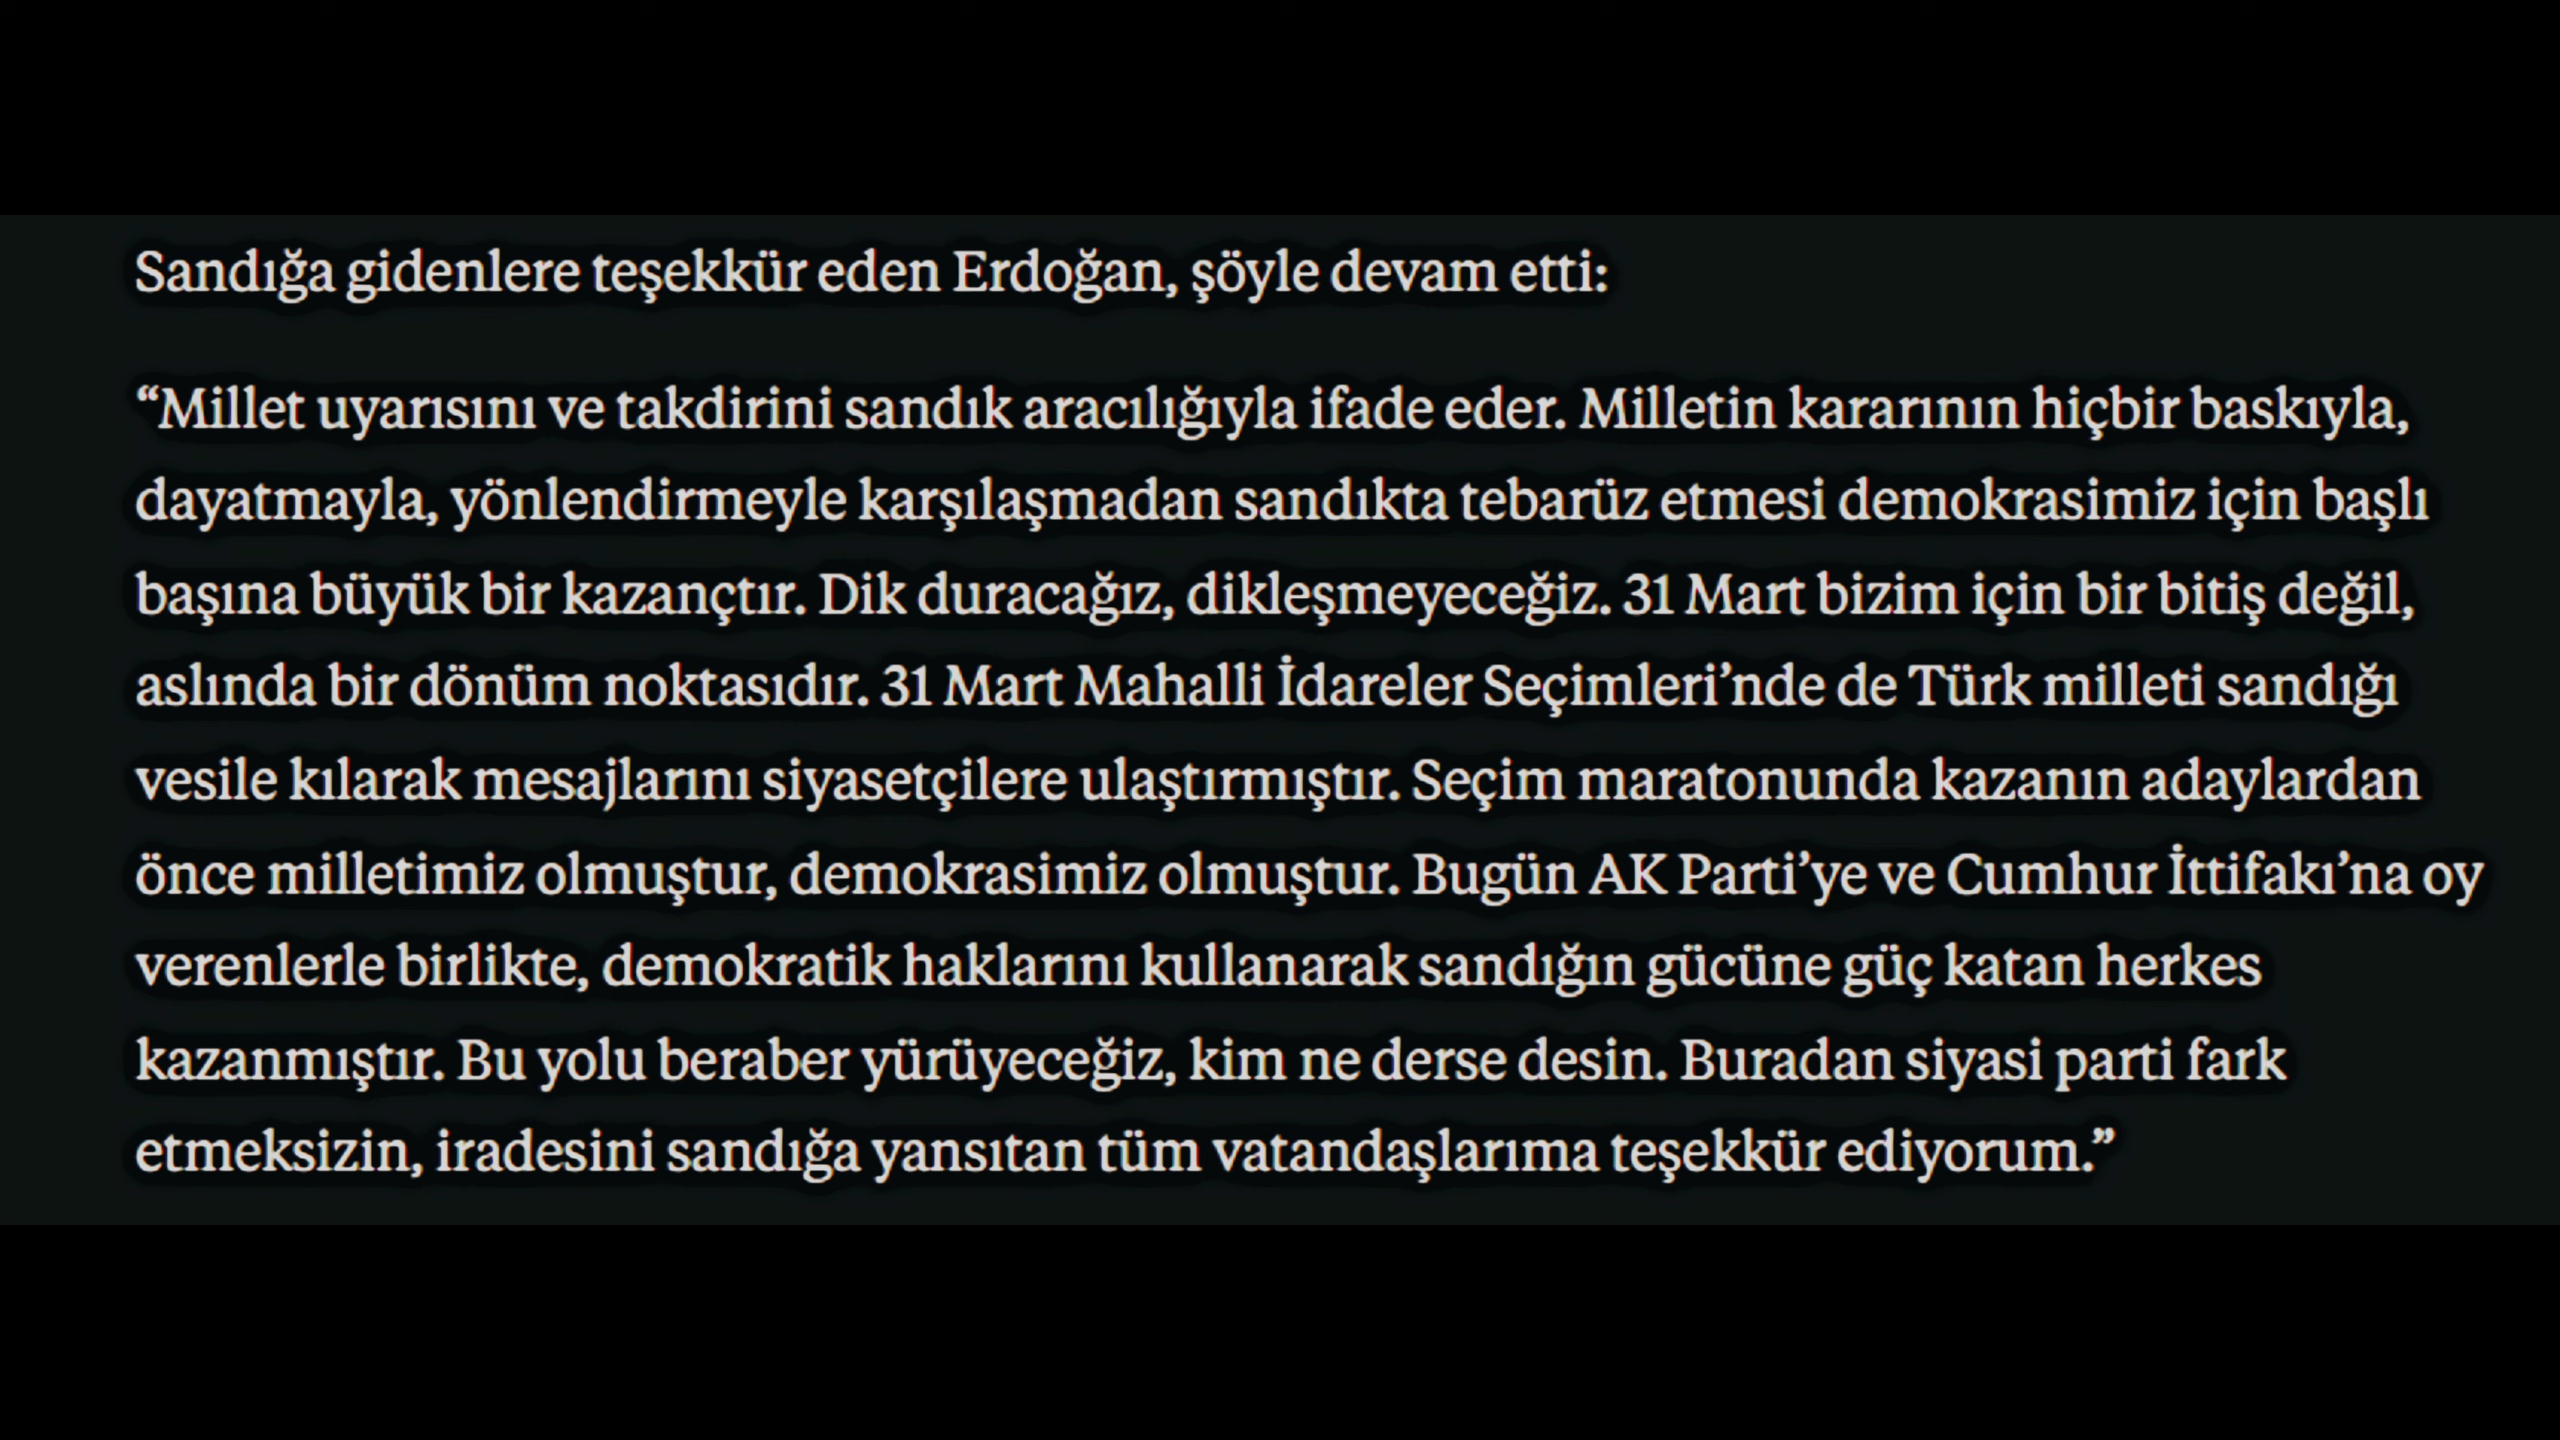 Sandığa gidenlere teşekkür eden Erdoğan, şöyle devam etti:
“Millet uyarısını ve takdirini sandık aracılığıyla ifade eder. Milletin kararının hiçbir baskıyla,
dayatmayla, yönlendirmeyle karşılaşmadan sandıkta tebarüz etmesi demokrasimiz için başlı
başına büyük bir kazançtır. Dik duracağız, dikleşmeyeceğiz. 31 Mart bizim için bir bitiş değil,
aslında bir dönüm noktasıdır. 31 Mart Mahalli İdareler Seçimleri’nde de Türk milleti sandığı
vesile kılarak mesajlarını siyasetçilere ulaştırmıştır. Seçim maratonunda kazanın adaylardan
önce milletimiz olmuştur, demokrasimiz olmuştur. Bugün AK Parti’ye ve Cumhur İttifakı’na oy
verenlerle birlikte, demokratik haklarını kullanarak sandığın gücüne güç katan herkes
kazanmıştır. Bu yolu beraber yürüyeceğiz, kim ne derse desin. Buradan siyasi parti fark
etmeksizin, iradesini sandığa yansıtan tüm vatandaşlarıma teşekkür ediyorum.”